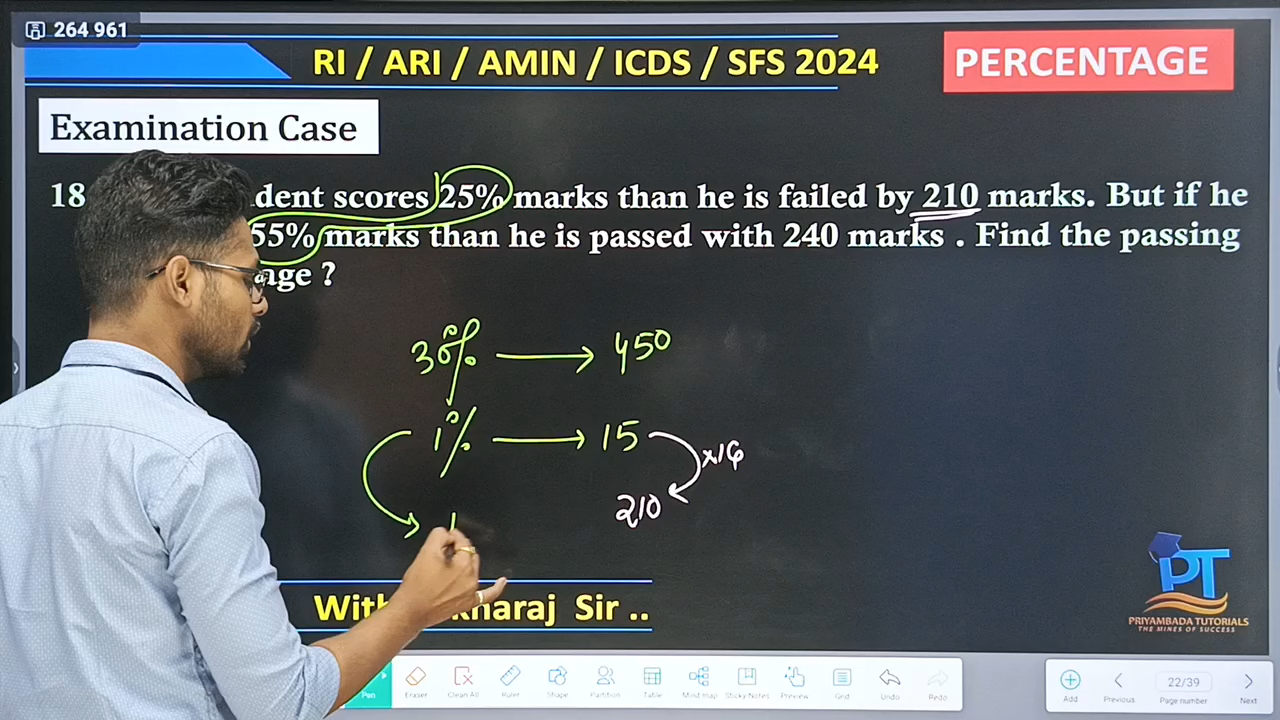 264 961
RI / ARI / AMIN / ICDS / SFS 2024
PERCENTAGE
Examination Case
18 dent scores 25% marks than he is failed by 210 marks. But if he
55% marks than he is passed with 240 marks . Find the passing
age ?
30% → 450
1% → 15
×14
210
1
With haraj Sir ..
PT
PRIYAMBADA TUTORIALS
THE MINES OF SUCCESS
Pen Eraser Clean All Ruler Shape Partition Table Mind map Sticky Notes Preview Grid Undo Redo
Add Previous 22/39 Page number Next